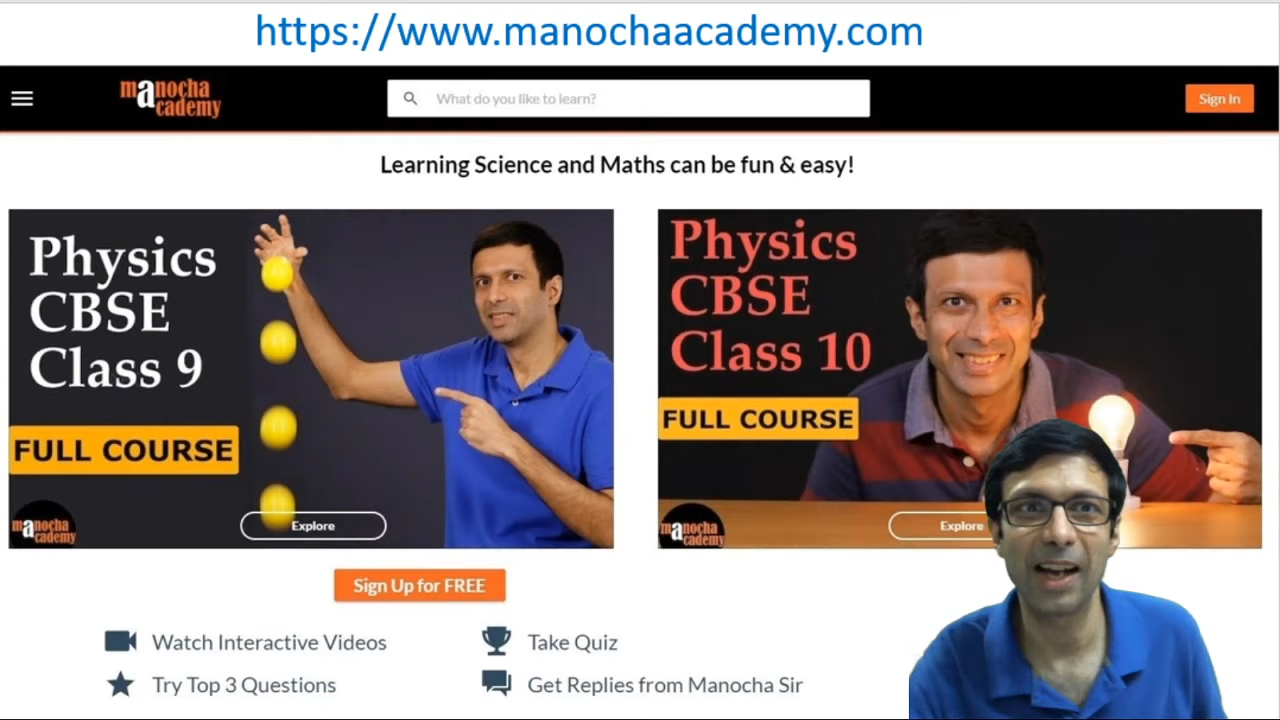 https://www.manochaacademy.com
manocha
academy
What do you like to learn?
Sign In
Learning Science and Maths can be fun & easy!
Physics
CBSE
Class 9
FULL COURSE
manocha
academy
Explore
Physics
CBSE
Class 10
FULL COURSE
manocha
academy
Explore
Sign Up for FREE
Watch Interactive Videos
Take Quiz
Try Top 3 Questions
Get Replies from Manocha Sir